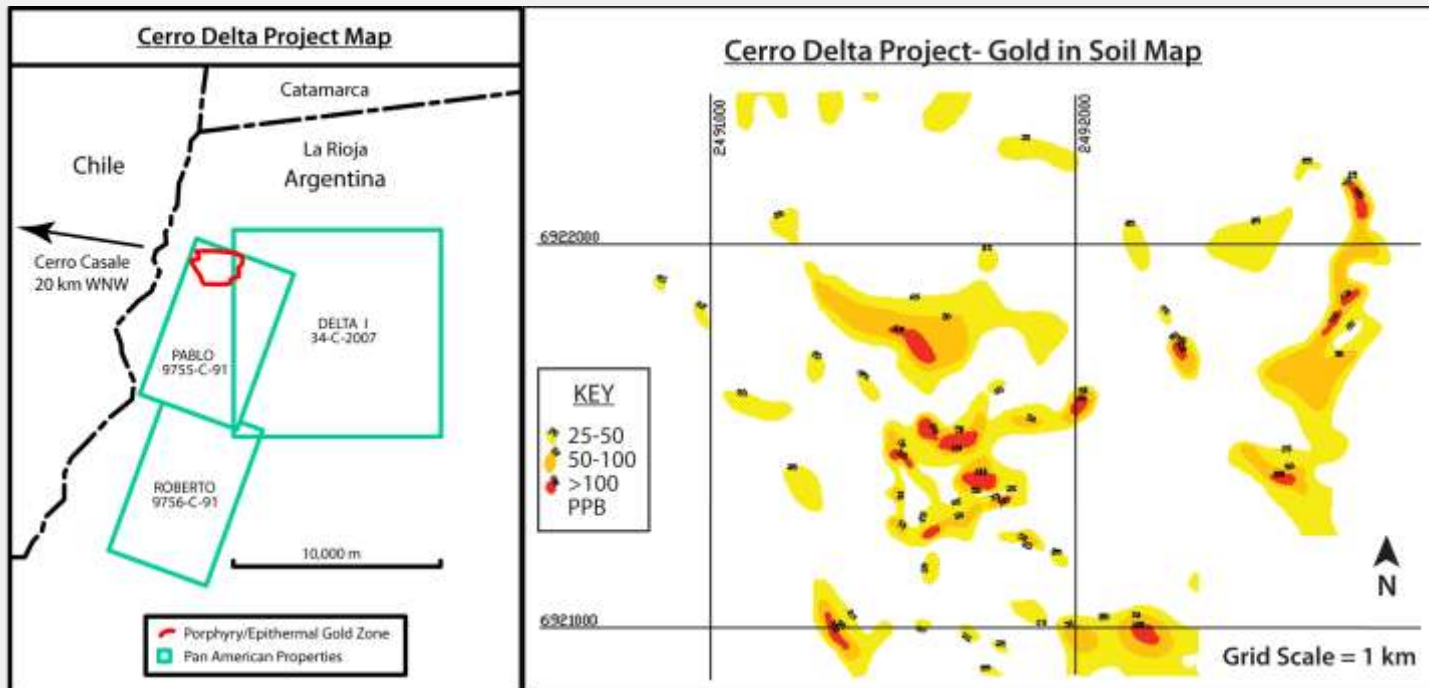 Cerro Delta Project Map
Catamarca
La Rioja
Argentina
Chile
Cerro Casale
20 km WNW
DELTA I
34-C-2007
PABLO
9755-C-91
ROBERTO
9756-C-91
10,000 m
Porphyry/Epithermal Gold Zone
Pan American Properties
Cerro Delta Project- Gold in Soil Map
2491000
2492000
6922000
KEY
25-50
50-100
>100
PPB
N
6921000
Grid Scale = 1 km